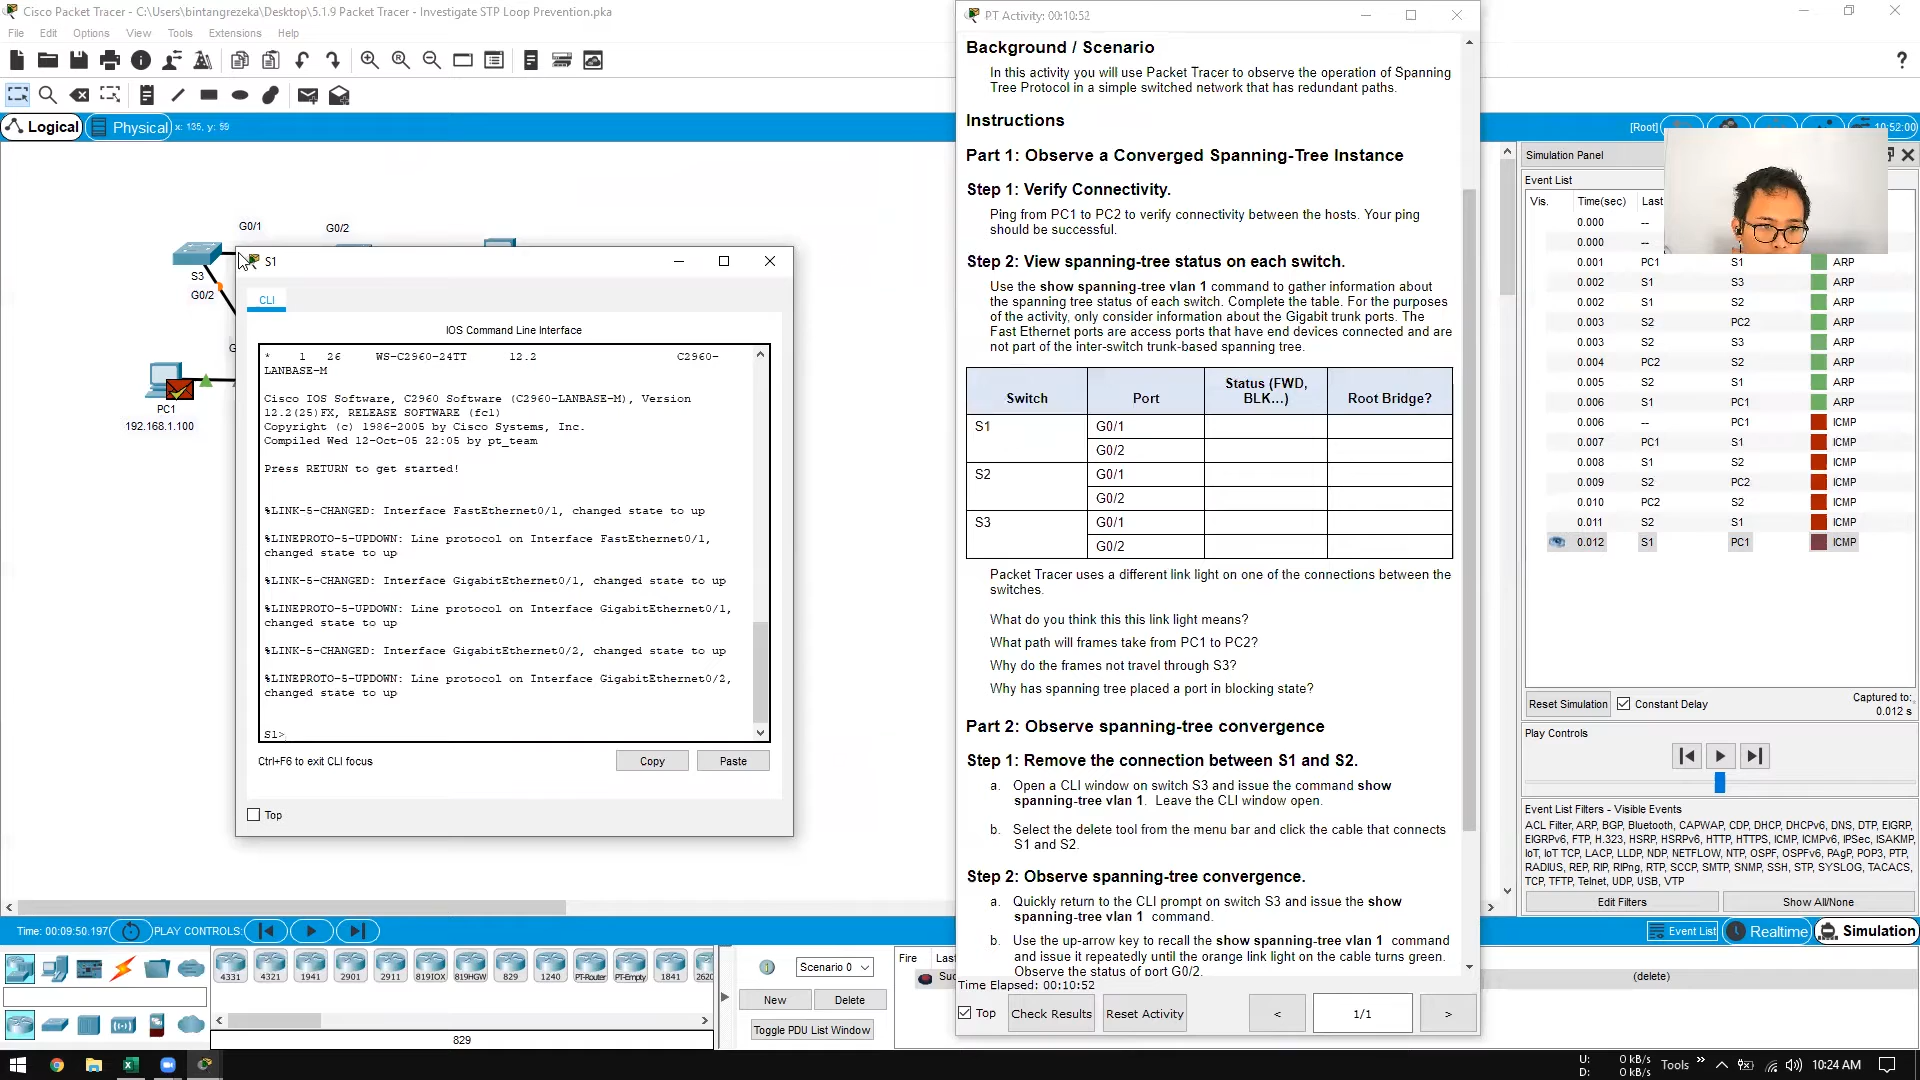 Cisco Packet Tracer - C:\Users\bintangrezeka\Desktop\5.1.9 Packet Tracer - Investigate STP Loop Prevention.pka
File Edit Options View Tools Extensions Help
Logical
Physical
x: 135, y: 59
[Root]
10:52:00
G0/1
G0/2
S3
G0/2
PC1
192.168.1.100
S1
CLI
IOS Command Line Interface
* 1 26 WS-C2960-24TT 12.2 C2960-
LANBASE-M
Cisco IOS Software, C2960 Software (C2960-LANBASE-M), Version
12.2(25)FX, RELEASE SOFTWARE (fc1)
Copyright (c) 1986-2005 by Cisco Systems, Inc.
Compiled Wed 12-Oct-05 22:05 by pt_team
Press RETURN to get started!
%LINK-5-CHANGED: Interface FastEthernet0/1, changed state to up
%LINEPROTO-5-UPDOWN: Line protocol on Interface FastEthernet0/1,
changed state to up
%LINK-5-CHANGED: Interface GigabitEthernet0/1, changed state to up
%LINEPROTO-5-UPDOWN: Line protocol on Interface GigabitEthernet0/1,
changed state to up
%LINK-5-CHANGED: Interface GigabitEthernet0/2, changed state to up
%LINEPROTO-5-UPDOWN: Line protocol on Interface GigabitEthernet0/2,
changed state to up
S1>
Ctrl+F6 to exit CLI focus
Copy
Paste
Top
PT Activity: 00:10:52
Background / Scenario
In this activity you will use Packet Tracer to observe the operation of Spanning
Tree Protocol in a simple switched network that has redundant paths.
Instructions
Part 1: Observe a Converged Spanning-Tree Instance
Step 1: Verify Connectivity.
Ping from PC1 to PC2 to verify connectivity between the hosts. Your ping
should be successful.
Step 2: View spanning-tree status on each switch.
Use the show spanning-tree vlan 1 command to gather information about
the spanning tree status of each switch. Complete the table. For the purposes
of the activity, only consider information about the Gigabit trunk ports. The
Fast Ethernet ports are access ports that have end devices connected and are
not part of the inter-switch trunk-based spanning tree.
Switch Port Status (FWD, BLK...) Root Bridge?
S1 G0/1
G0/2
S2 G0/1
G0/2
S3 G0/1
G0/2
Packet Tracer uses a different link light on one of the connections between the
switches.
What do you think this this link light means?
What path will frames take from PC1 to PC2?
Why do the frames not travel through S3?
Why has spanning tree placed a port in blocking state?
Part 2: Observe spanning-tree convergence
Step 1: Remove the connection between S1 and S2.
a. Open a CLI window on switch S3 and issue the command show
spanning-tree vlan 1. Leave the CLI window open.
b. Select the delete tool from the menu bar and click the cable that connects
S1 and S2.
Step 2: Observe spanning-tree convergence.
a. Quickly return to the CLI prompt on switch S3 and issue the show
spanning-tree vlan 1 command.
b. Use the up-arrow key to recall the show spanning-tree vlan 1 command
and issue it repeatedly until the orange link light on the cable turns green.
Observe the status of port G0/2.
Time Elapsed: 00:10:52
Top
Check Results
Reset Activity
<
1/1
>
Simulation Panel
Event List
Vis. Time(sec) Last
0.000 --
0.000 --
0.001 PC1 S1 ARP
0.002 S1 S3 ARP
0.002 S1 S2 ARP
0.003 S2 PC2 ARP
0.003 S2 S3 ARP
0.004 PC2 S2 ARP
0.005 S2 S1 ARP
0.006 S1 PC1 ARP
0.006 -- PC1 ICMP
0.007 PC1 S1 ICMP
0.008 S1 S2 ICMP
0.009 S2 PC2 ICMP
0.010 PC2 S2 ICMP
0.011 S2 S1 ICMP
0.012 S1 PC1 ICMP
Reset Simulation
Constant Delay
Captured to:
0.012 s
Play Controls
Event List Filters - Visible Events
ACL Filter, ARP, BGP, Bluetooth, CAPWAP, CDP, DHCP, DHCPv6, DNS, DTP, EIGRP,
EIGRPv6, FTP, H.323, HSRP, HSRPv6, HTTP, HTTPS, ICMP, ICMPv6, IPSec, ISAKMP,
IoT, IoT TCP, LACP, LLDP, NDP, NETFLOW, NTP, OSPF, OSPFv6, PAgP, POP3, PTP,
RADIUS, REP, RIP, RIPng, RTP, SCCP, SMTP, SNMP, SSH, STP, SYSLOG, TACACS,
TCP, TFTP, Telnet, UDP, USB, VTP
Edit Filters
Show All/None
Time: 00:09:50.197
PLAY CONTROLS:
Event List
Realtime
Simulation
4331 4321 1941 2901 2911 819IOX 819HGW 829 1240 PT-Router PT-Empty 1841 2620
829
Scenario 0
New
Delete
Toggle PDU List Window
Fire Las
Suc
(delete)
U: 0 kB/s
D: 0 kB/s
Tools
10:24 AM